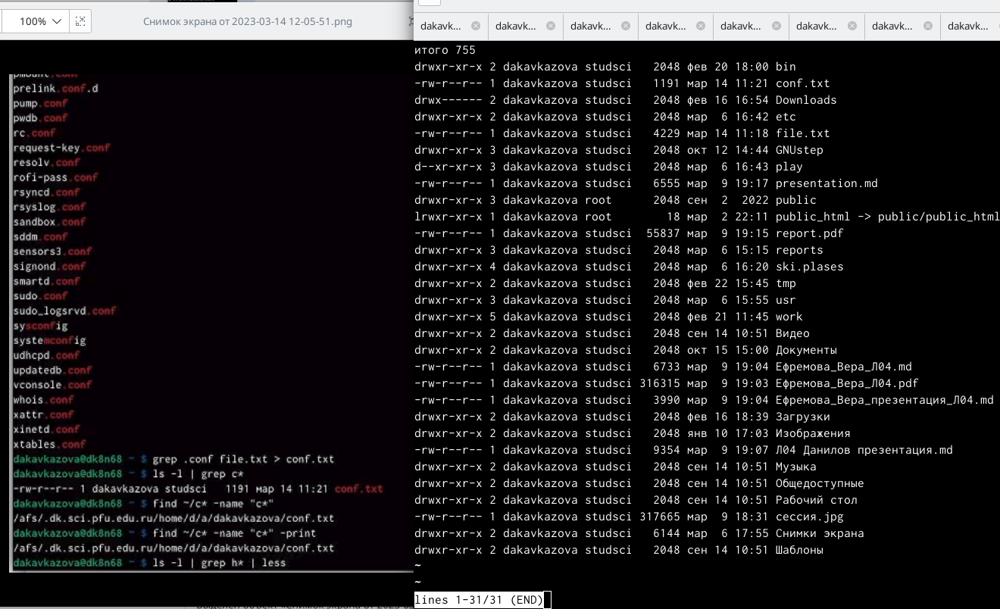 100%
Снимок экрана от 2023-03-14 12-05-51.png
pmount.conf
prelink.conf.d
pump.conf
pwdb.conf
rc.conf
request-key.conf
resolv.conf
rofi-pass.conf
rsyncd.conf
rsyslog.conf
sandbox.conf
sddm.conf
sensors3.conf
signond.conf
smartd.conf
sudo.conf
sudo_logsrvd.conf
sysconfig
systemconfig
udhcpd.conf
updatedb.conf
vconsole.conf
whois.conf
xattr.conf
xinetd.conf
xtables.conf
dakavkazova@dk8n68 ~ $ grep .conf file.txt > conf.txt
dakavkazova@dk8n68 ~ $ ls -l | grep c*
-rw-r--r-- 1 dakavkazova studsci 1191 мар 14 11:21 conf.txt
dakavkazova@dk8n68 ~ $ find ~/c* -name "c*"
/afs/.dk.sci.pfu.edu.ru/home/d/a/dakavkazova/conf.txt
dakavkazova@dk8n68 ~ $ find ~/c* -name "c*" -print
/afs/.dk.sci.pfu.edu.ru/home/d/a/dakavkazova/conf.txt
dakavkazova@dk8n68 ~ $ ls -l | grep h* | less
dakavk... dakavk... dakavk... dakavk... dakavk... dakavk... dakavk... dakavk...
итого 755
drwxr-xr-x 2 dakavkazova studsci 2048 фев 20 18:00 bin
-rw-r--r-- 1 dakavkazova studsci 1191 мар 14 11:21 conf.txt
drwx------ 2 dakavkazova studsci 2048 фев 16 16:54 Downloads
drwxr-xr-x 2 dakavkazova studsci 2048 мар 6 16:42 etc
-rw-r--r-- 1 dakavkazova studsci 4229 мар 14 11:18 file.txt
drwxr-xr-x 3 dakavkazova studsci 2048 окт 12 14:44 GNUstep
d--xr-xr-x 3 dakavkazova studsci 2048 мар 6 16:43 play
-rw-r--r-- 1 dakavkazova studsci 6555 мар 9 19:17 presentation.md
drwxr-xr-x 3 dakavkazova root 2048 сен 2 2022 public
lrwxr-xr-x 1 dakavkazova root 18 мар 2 22:11 public_html -> public/public_html
-rw-r--r-- 1 dakavkazova studsci 55837 мар 9 19:15 report.pdf
drwxr-xr-x 3 dakavkazova studsci 2048 мар 6 15:15 reports
drwxr-xr-x 4 dakavkazova studsci 2048 мар 6 16:20 ski.plases
drwxr-xr-x 2 dakavkazova studsci 2048 фев 22 15:45 tmp
drwxr-xr-x 3 dakavkazova studsci 2048 мар 6 15:55 usr
drwxr-xr-x 5 dakavkazova studsci 2048 фев 21 11:45 work
drwxr-xr-x 2 dakavkazova studsci 2048 сен 14 10:51 Видео
drwxr-xr-x 2 dakavkazova studsci 2048 окт 15 15:00 Документы
-rw-r--r-- 1 dakavkazova studsci 6733 мар 9 19:04 Ефремова_Вера_Л04.md
-rw-r--r-- 1 dakavkazova studsci 316315 мар 9 19:03 Ефремова_Вера_Л04.pdf
-rw-r--r-- 1 dakavkazova studsci 3990 мар 9 19:04 Ефремова_Вера_презентация_Л04.md
drwxr-xr-x 2 dakavkazova studsci 2048 фев 16 18:39 Загрузки
drwxr-xr-x 2 dakavkazova studsci 2048 янв 10 17:03 Изображения
-rw-r--r-- 1 dakavkazova studsci 9354 мар 9 19:07 Л04 Данилов презентация.md
drwxr-xr-x 2 dakavkazova studsci 2048 сен 14 10:51 Музыка
drwxr-xr-x 2 dakavkazova studsci 2048 сен 14 10:51 Общедоступные
drwxr-xr-x 2 dakavkazova studsci 2048 сен 14 10:51 Рабочий стол
-rw-r--r-- 1 dakavkazova studsci 317665 мар 9 18:31 сессия.jpg
drwxr-xr-x 2 dakavkazova studsci 6144 мар 6 17:55 Снимки экрана
drwxr-xr-x 2 dakavkazova studsci 2048 сен 14 10:51 Шаблоны
~
~
lines 1-31/31 (END)